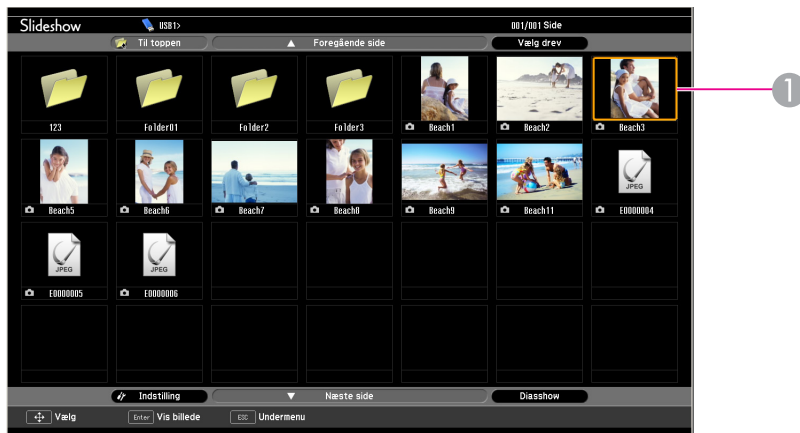 Slideshow USB1> 001/001 Side
Til toppen ▲ Foregående side Vælg drev
123 Folder01 Folder2 Folder3 Beach1 Beach2 Beach3
1
Beach5 Beach6 Beach7 Beach8 Beach9 Beach11 JPEG E0000004
JPEG E0000005 JPEG E0000006
Indstilling ▼ Næste side Diasshow
Vælg Enter Vis billede ESC Undermenu